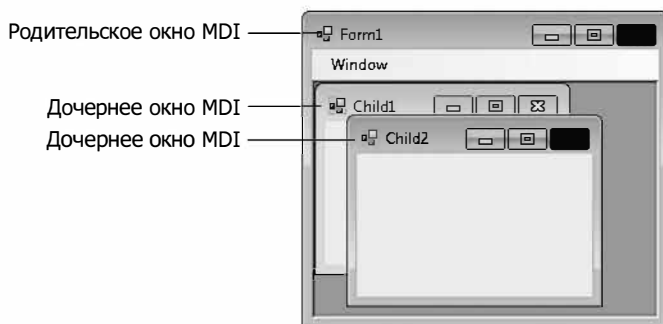 Родительское окно MDI
Form1
Window
Дочернее окно MDI
Child1
Дочернее окно MDI
Child2